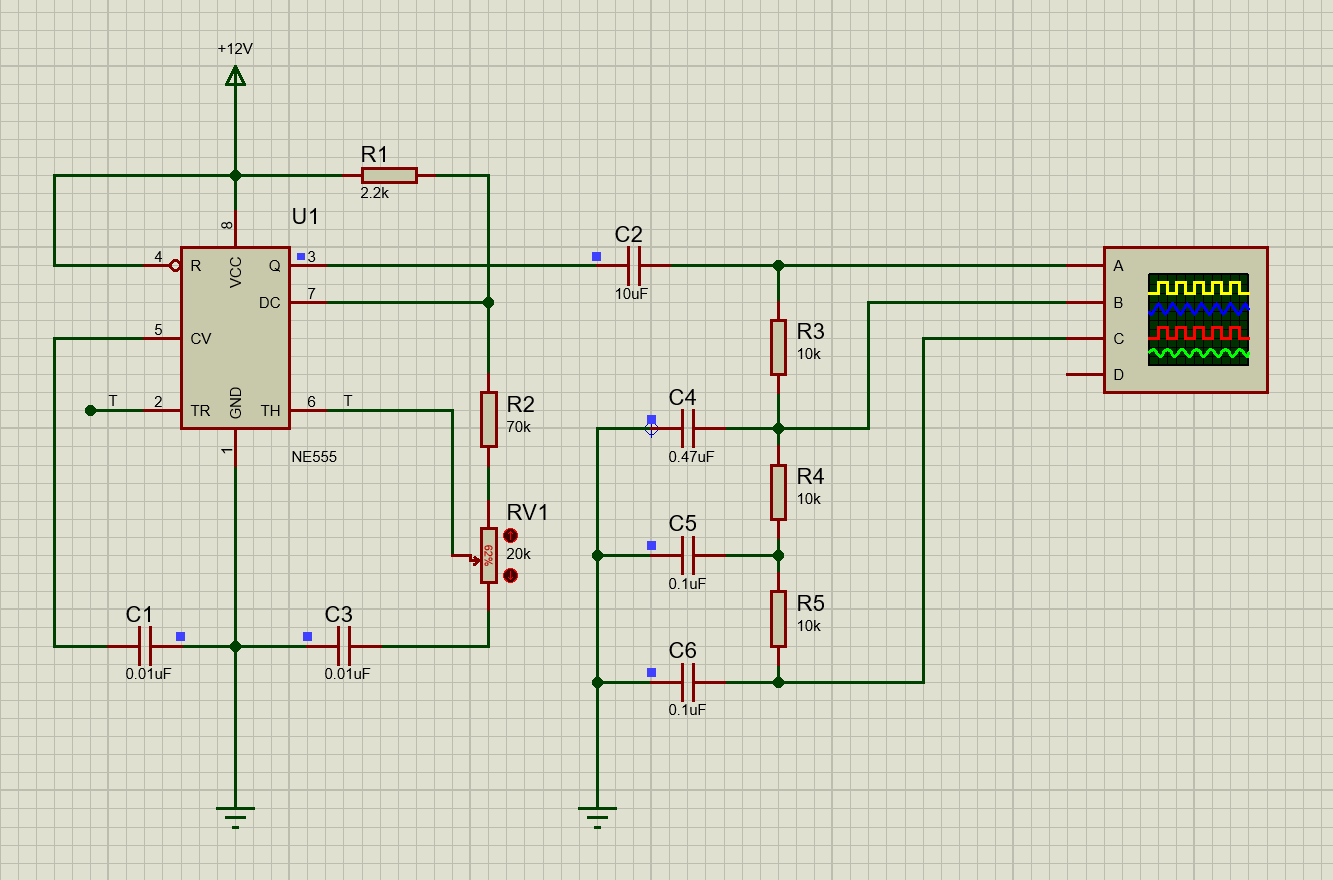 +12V
R1
2.2k
U1
8
4
R
VCC
Q
3
7
DC
5
CV
T
2
TR
GND
TH
6
T
1
NE555
R2
70k
RV1
62%
20k
C1
0.01uF
C3
0.01uF
C2
10uF
R3
10k
C4
0.47uF
R4
10k
C5
0.1uF
R5
10k
C6
0.1uF
A
B
C
D